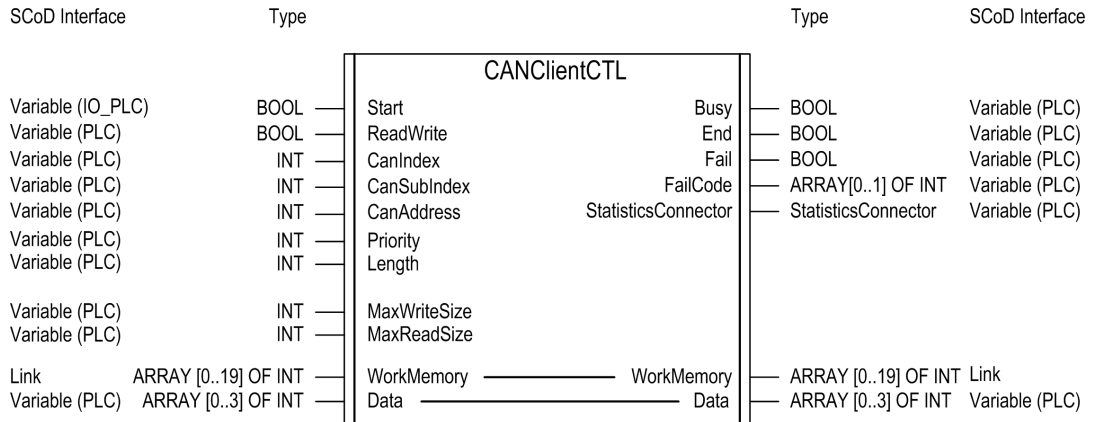 SCoD Interface Type Type SCoD Interface
CANClientCTL
Variable (IO_PLC) BOOL Start Busy BOOL Variable (PLC)
Variable (PLC) BOOL ReadWrite End BOOL Variable (PLC)
Variable (PLC) INT CanIndex Fail BOOL Variable (PLC)
Variable (PLC) INT CanSubIndex FailCode ARRAY[0..1] OF INT Variable (PLC)
Variable (PLC) INT CanAddress StatisticsConnector StatisticsConnector Variable (PLC)
Variable (PLC) INT Priority
Variable (PLC) INT Length
Variable (PLC) INT MaxWriteSize
Variable (PLC) INT MaxReadSize
Link ARRAY [0..19] OF INT WorkMemory WorkMemory ARRAY [0..19] OF INT Link
Variable (PLC) ARRAY [0..3] OF INT Data Data ARRAY [0..3] OF INT Variable (PLC)